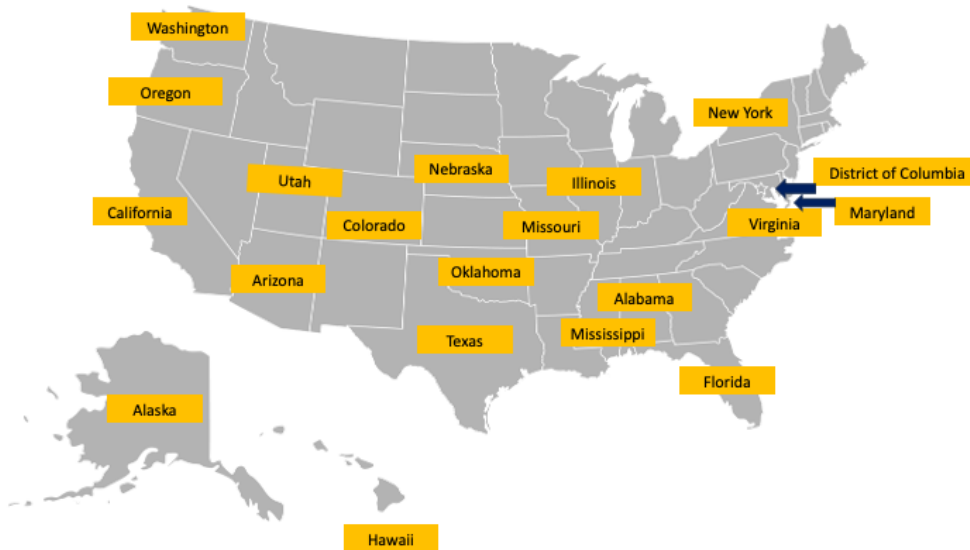 Washington
Oregon
New York
Nebraska
District of Columbia
Utah
Illinois
California
Maryland
Colorado
Missouri
Virginia
Arizona
Oklahoma
Alabama
Texas
Mississippi
Florida
Alaska
Hawaii